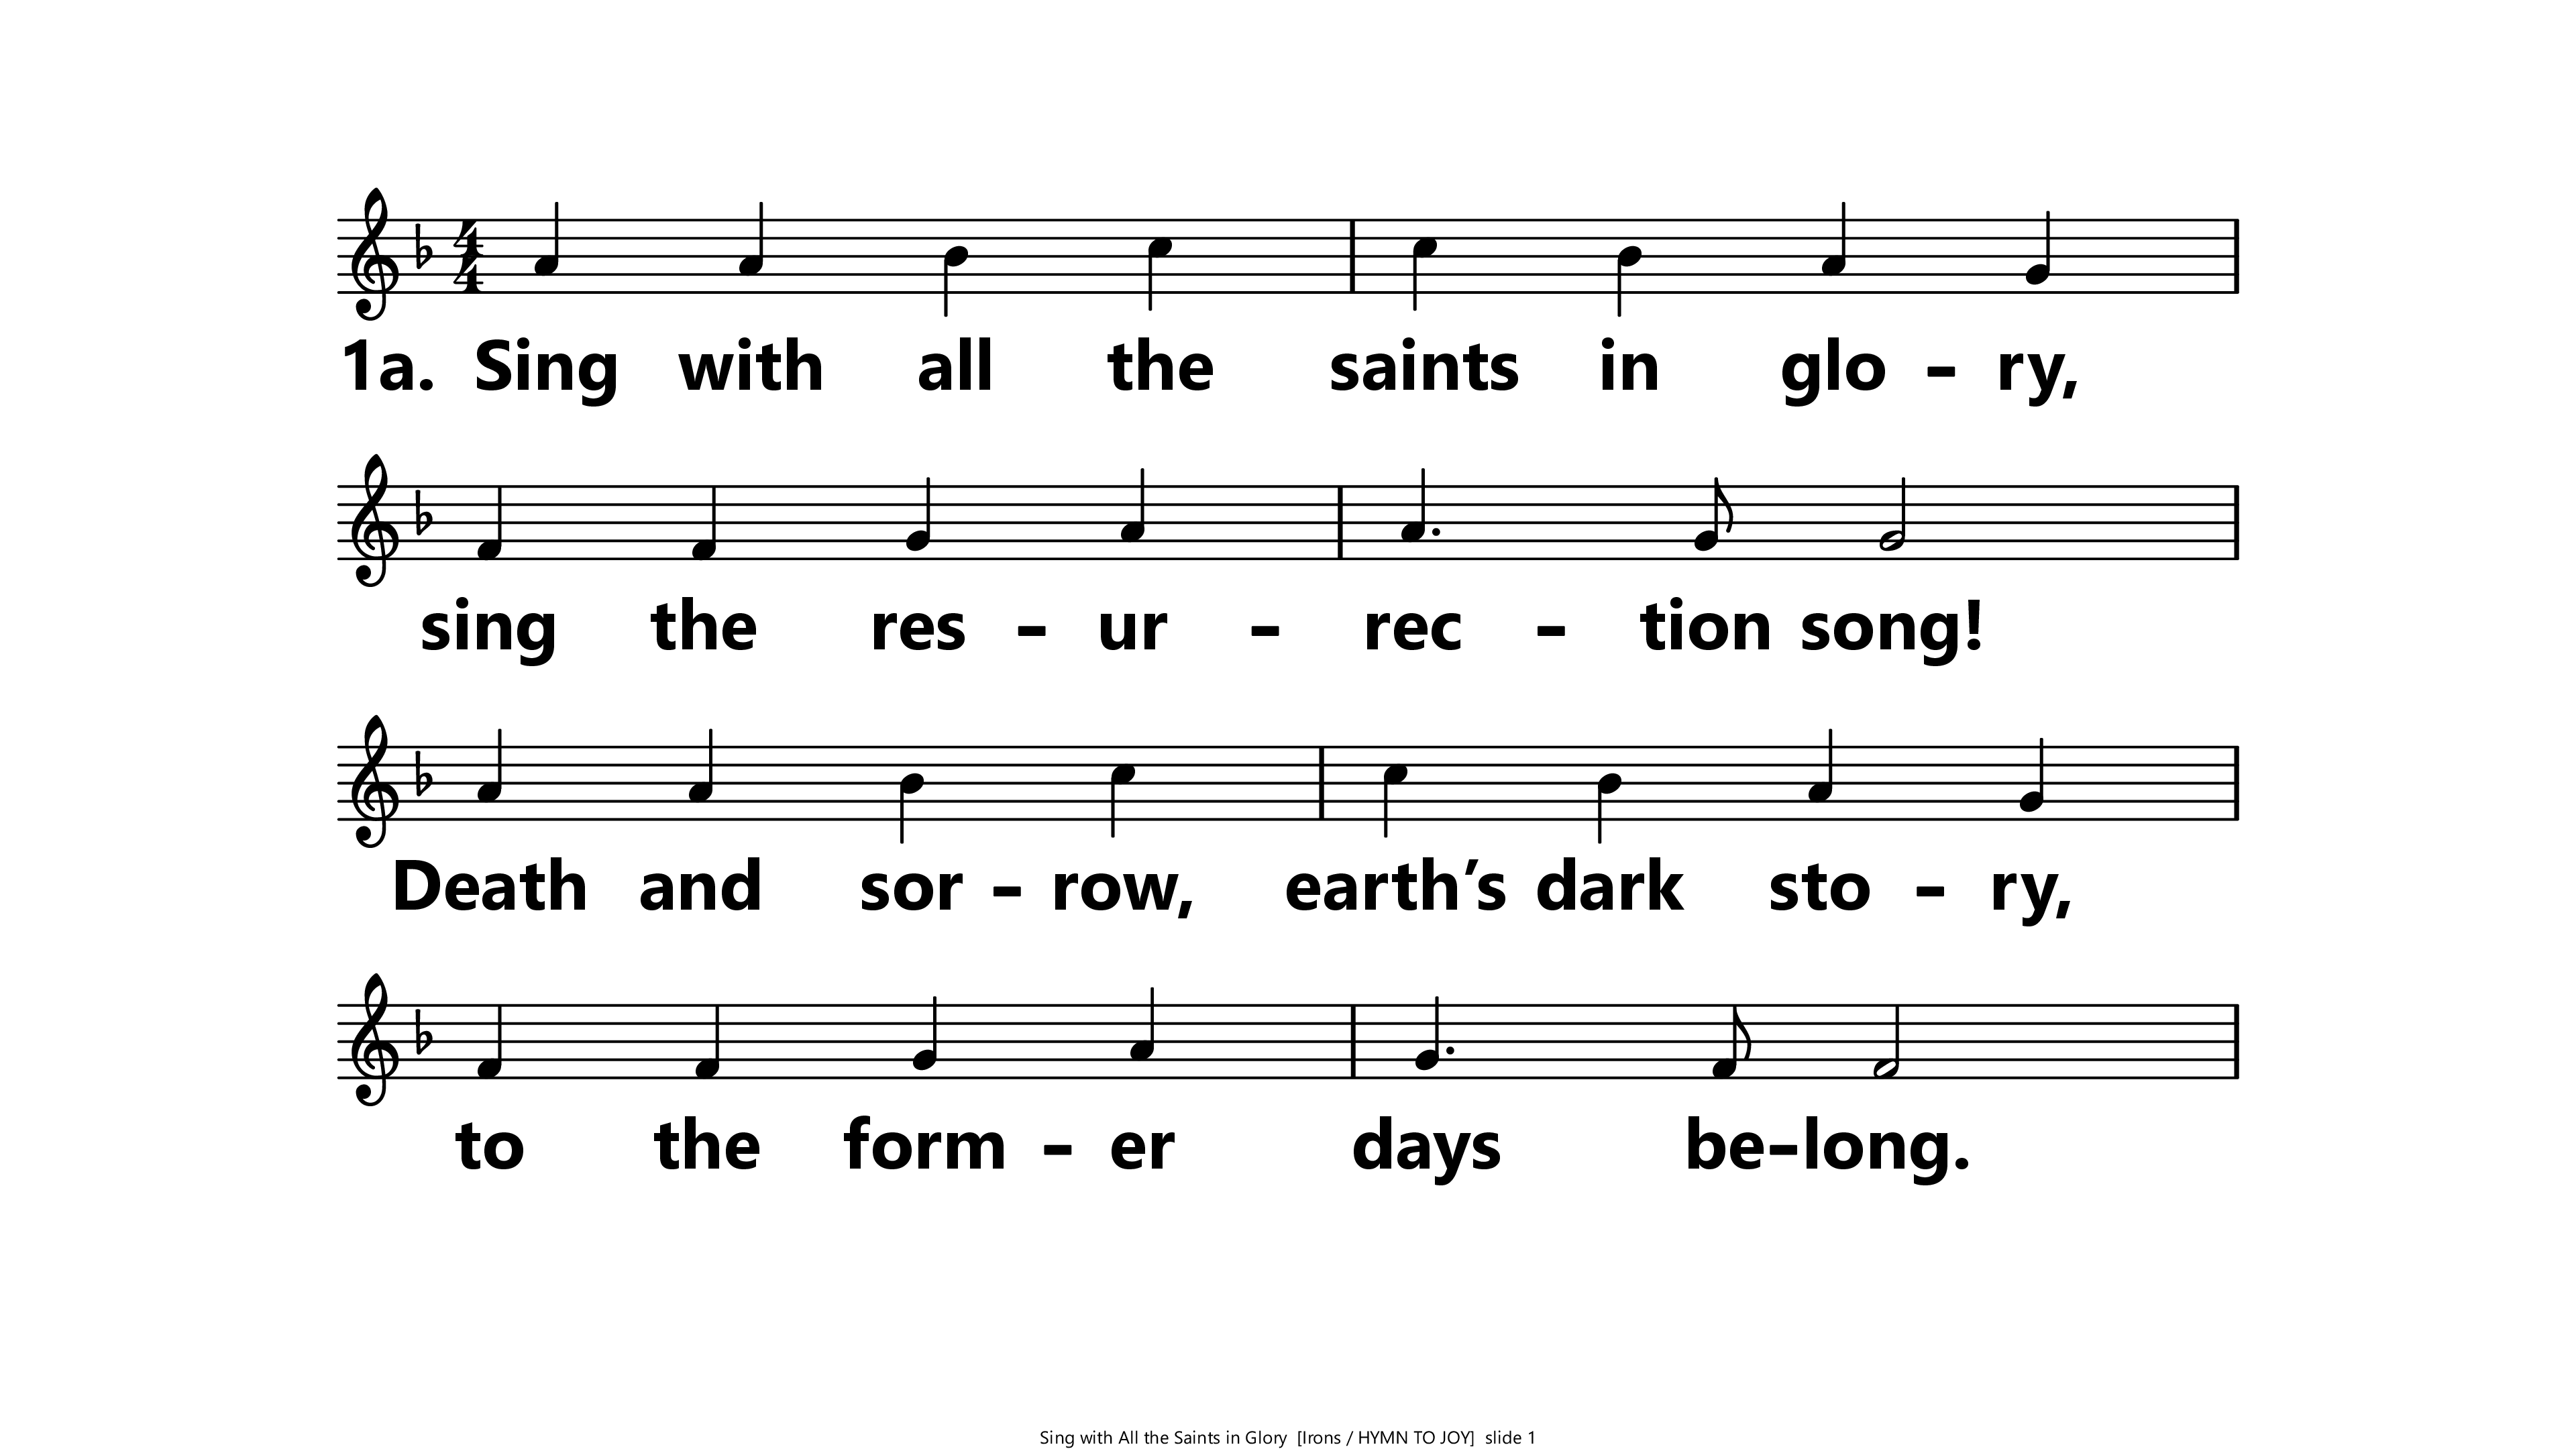 1a. Sing with all the saints in glo - ry,
sing the res - ur - rec - tion song!
Death and sor - row, earth’s dark sto - ry,
to the form - er days be-long.
Sing with All the Saints in Glory [Irons / HYMN TO JOY] slide 1